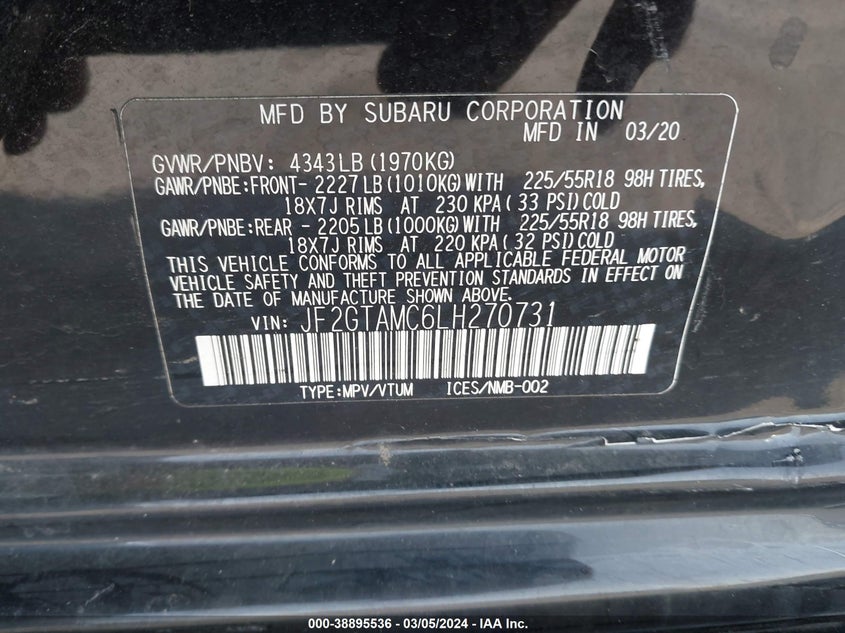 MFD BY SUBARU CORPORATION
MFD IN 03/20
GVWR/PNBV: 4343LB (1970KG)
GAWR/PNBE:FRONT- 2227LB (1010KG) WITH 225/55R18 98H TIRES,
18X7J RIMS AT 230 KPA ( 33 PSI) COLD
GAWR/PNBE:REAR - 2205LB (1000KG) WITH 225/55R18 98H TIRES,
18X7J RIMS AT 220 KPA ( 32 PSI) COLD
THIS VEHICLE CONFORMS TO ALL APPLICABLE FEDERAL MOTOR
VEHICLE SAFETY AND THEFT PREVENTION STANDARDS IN EFFECT ON
THE DATE OF MANUFACTURE SHOWN ABOVE.
VIN: JF2GTAMC6LH270731
TYPE:MPV/VTUM ICES/NMB-002
000-38895536 - 03/05/2024 - IAA Inc.